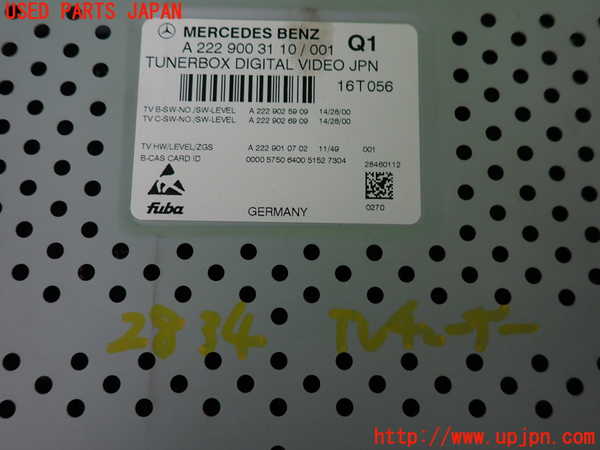 USED PARTS JAPAN
MERCEDES BENZ
A 222 900 31 10 / 001 Q1
TUNERBOX DIGITAL VIDEO JPN
16T056
TV B-SW-NO./SW-LEVEL A 222 902 59 09 14/28/00
TV C-SW-NO./SW-LEVEL A 222 902 69 09 14/28/00
TV HW/LEVEL/ZGS A 222 901 07 02 11/49 001
B-CAS CARD ID 0000 5750 6400 5152 7304 28460112
fuba GERMANY 0270
2834 TVチューナー
http://www.upjpn.com/